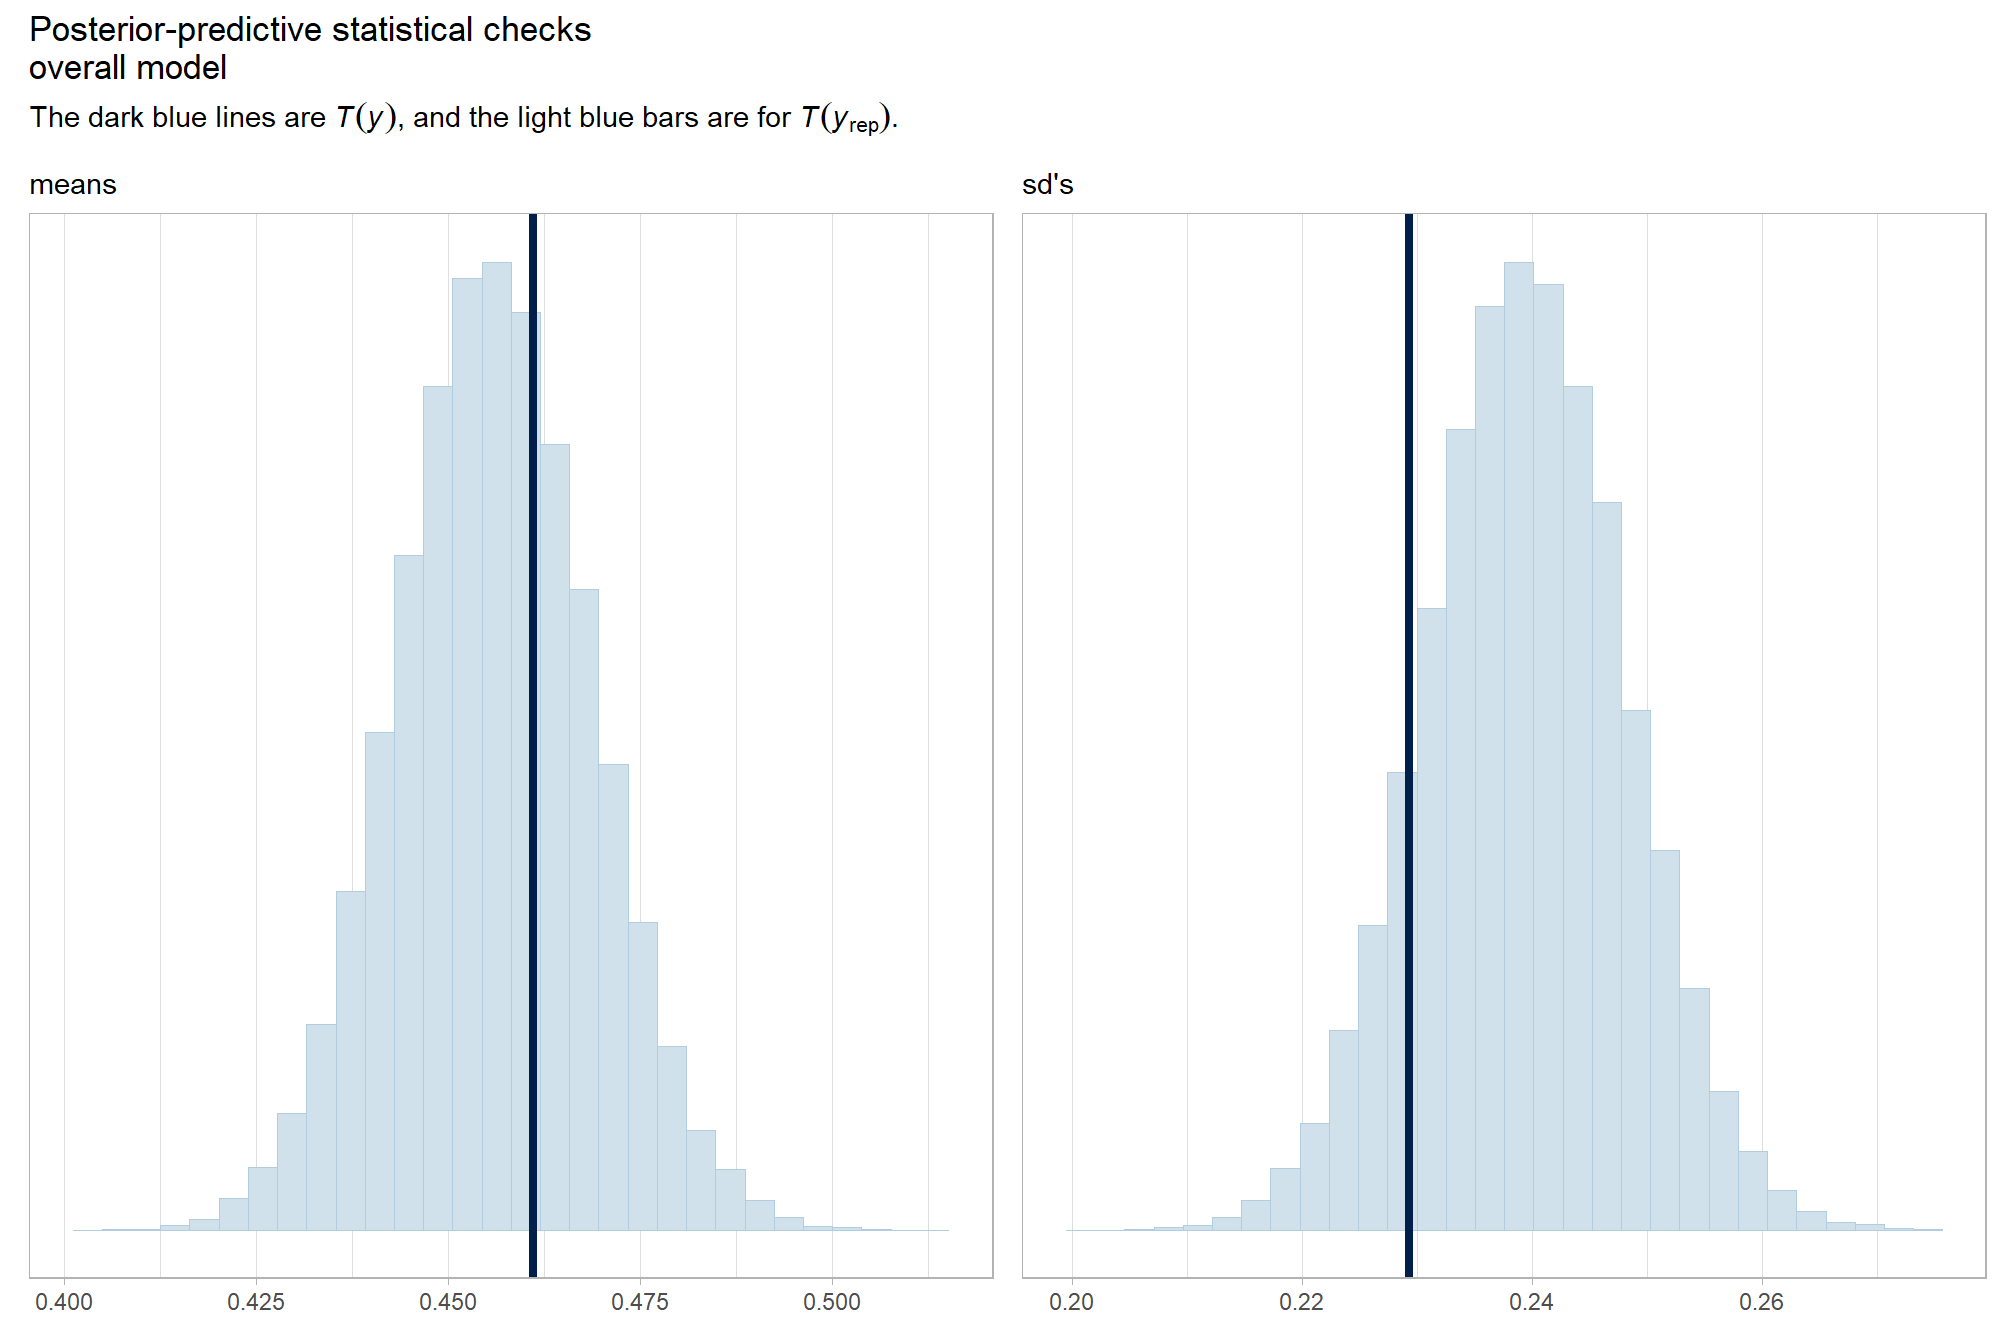 Posterior-predictive statistical checks
overall model
The dark blue lines are T(y), and the light blue bars are for T(yrep).
means
sd's
0.400 0.425 0.450 0.475 0.500
0.20 0.22 0.24 0.26